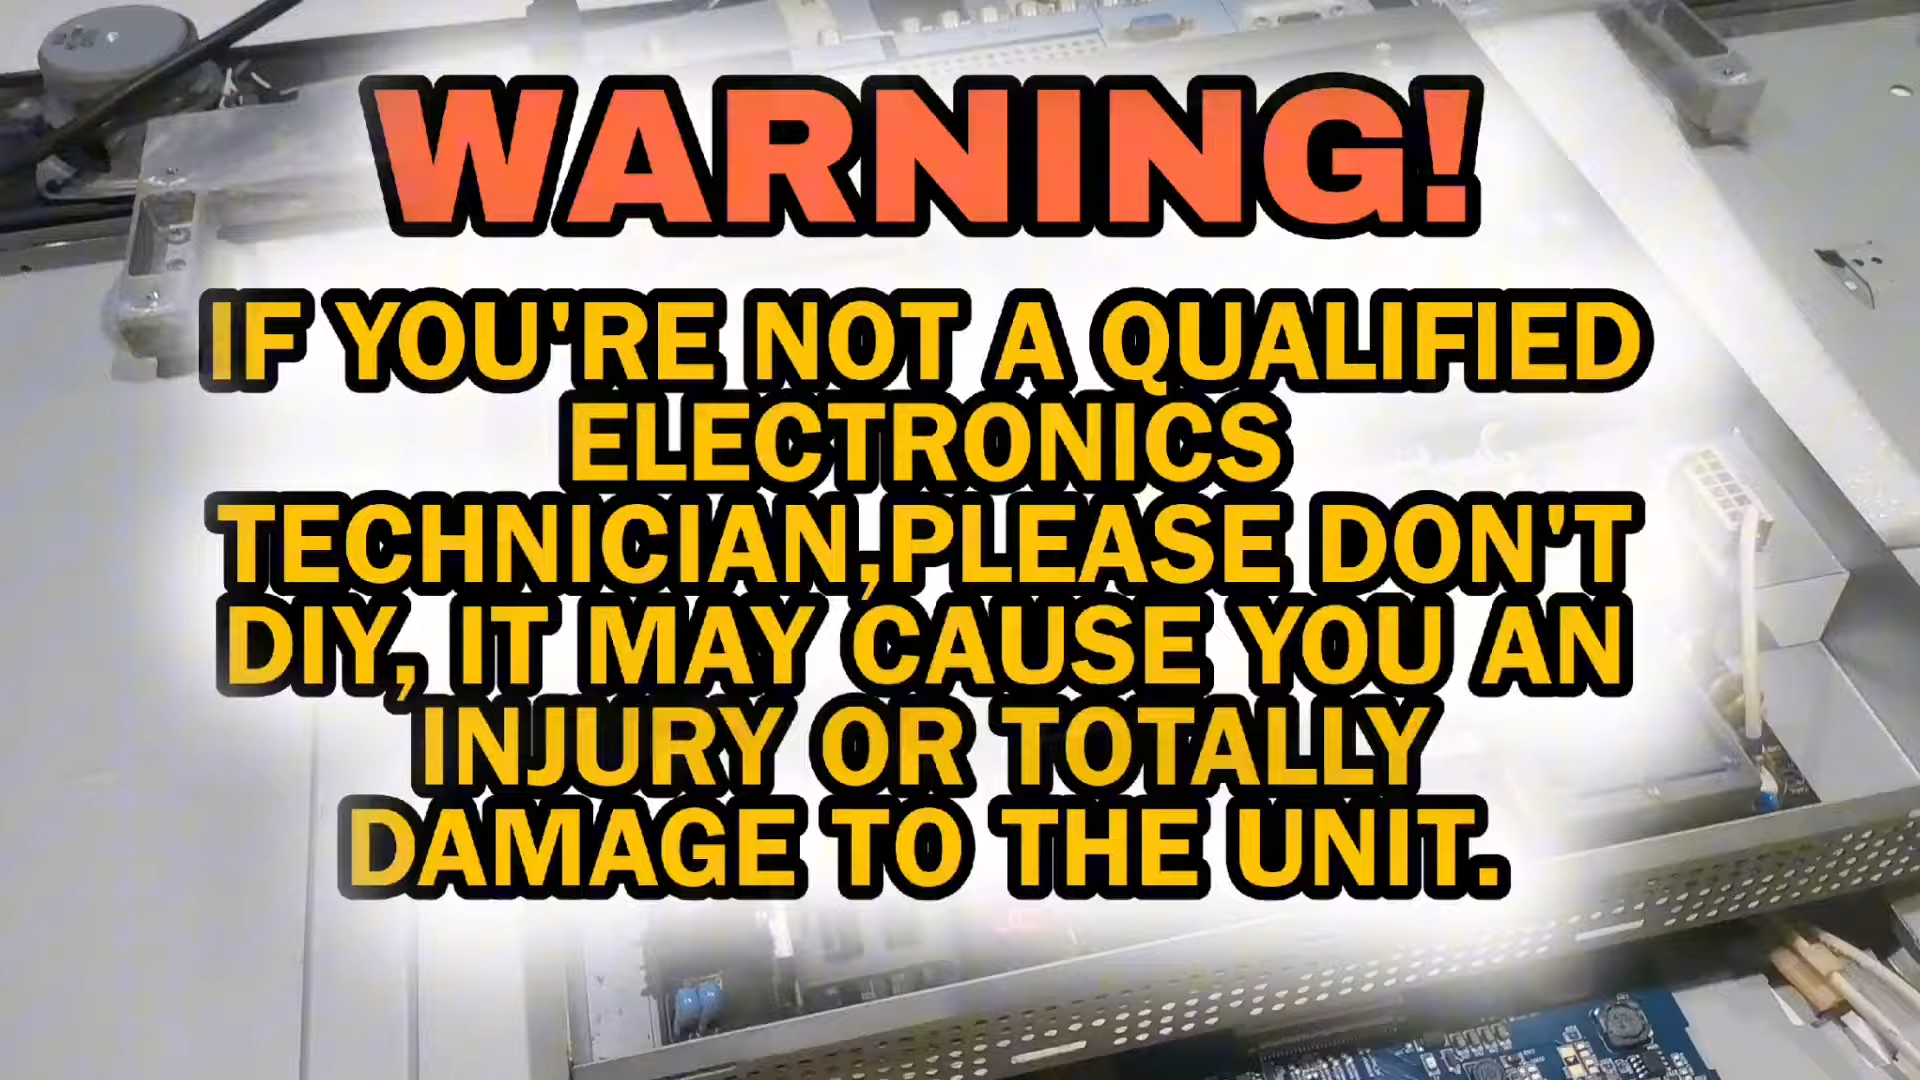 WARNING!
IF YOU'RE NOT A QUALIFIED
ELECTRONICS
TECHNICIAN,PLEASE DON'T
DIY, IT MAY CAUSE YOU AN
INJURY OR TOTALLY
DAMAGE TO THE UNIT.